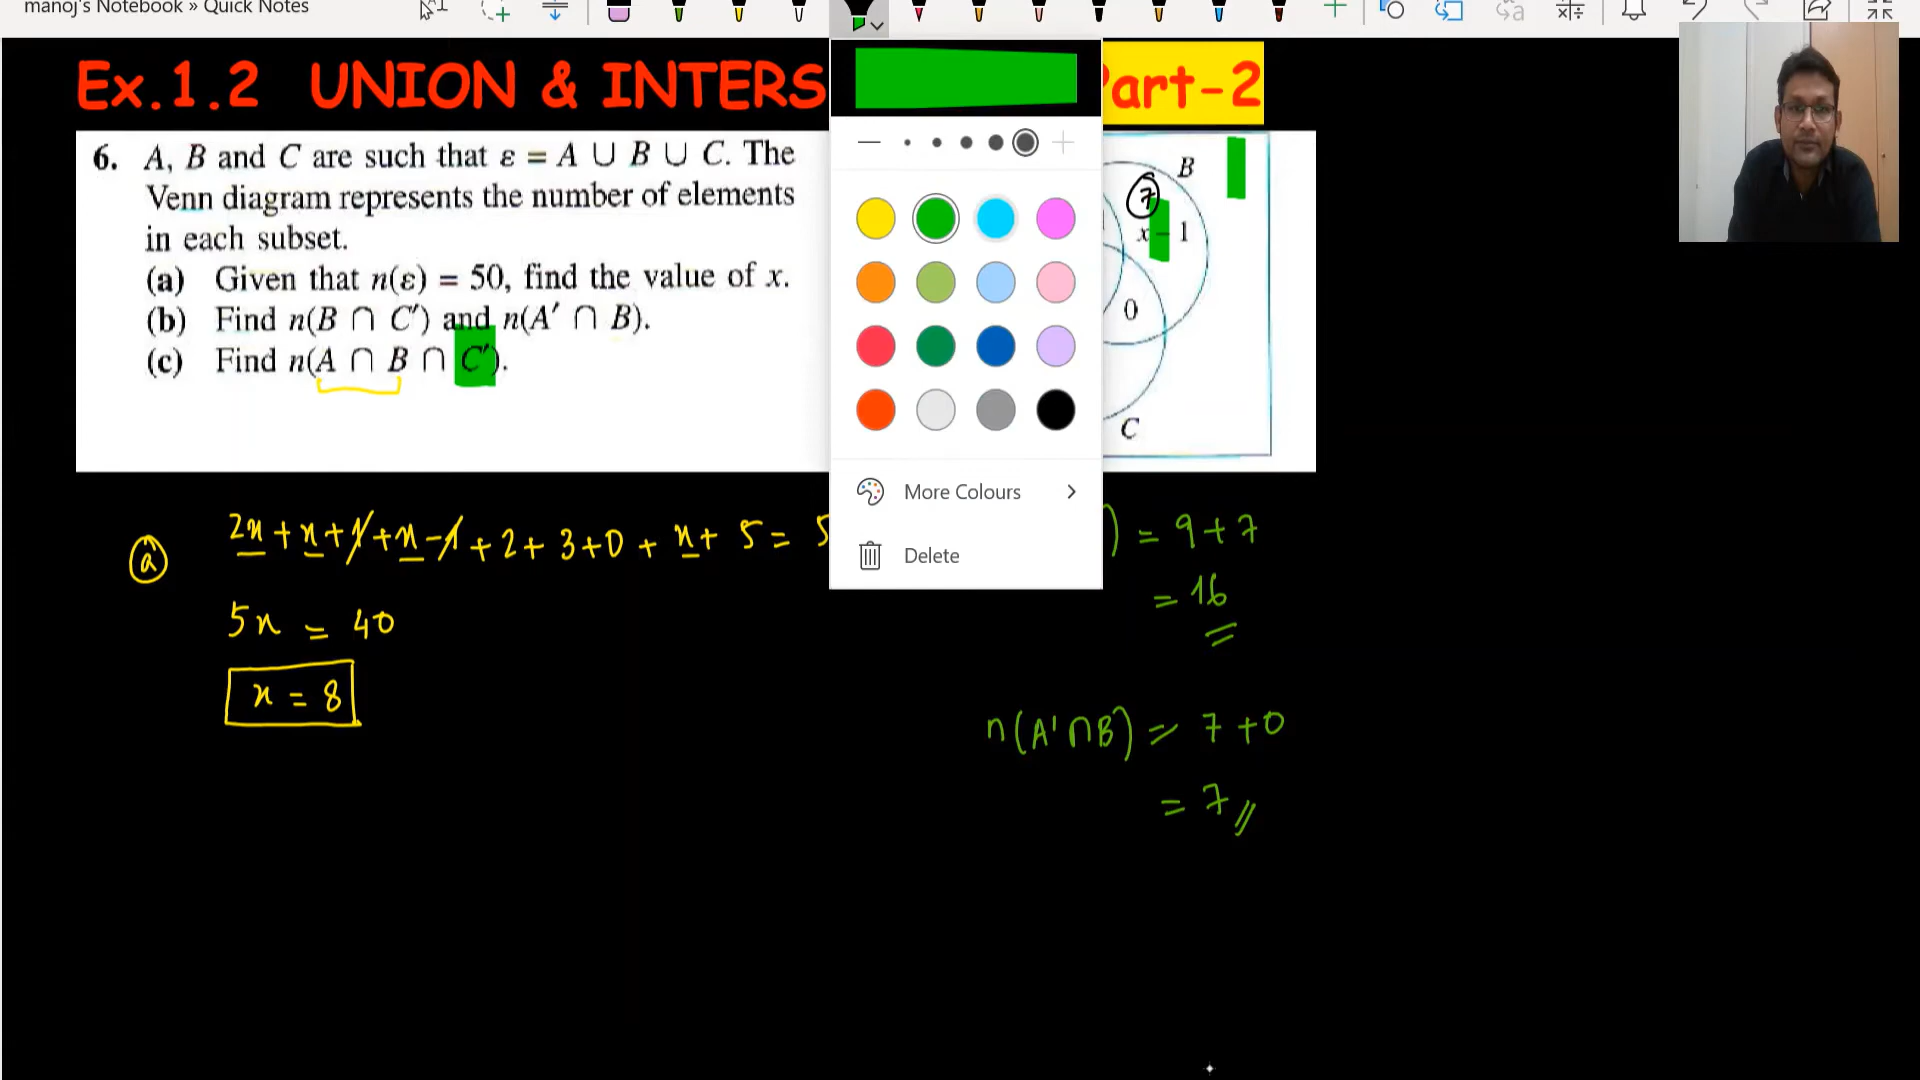 manoj's Notebook » Quick Notes
Ex.1.2 UNION & INTERS
Part-2
6. A, B and C are such that ε = A ∪ B ∪ C. The
Venn diagram represents the number of elements
in each subset.
(a) Given that n(ε) = 50, find the value of x.
(b) Find n(B ∩ C′) and n(A′ ∩ B).
(c) Find n(A ∩ B ∩ C′).
B
7
x – 1
0
C
More Colours
Delete
(a) 2x + x + 1 + x - 1 + 2 + 3 + 0 + x + 5 = 5
5x = 40
x = 8
) = 9 + 7
= 16
n(A' ∩ B) = 7 + 0
= 7